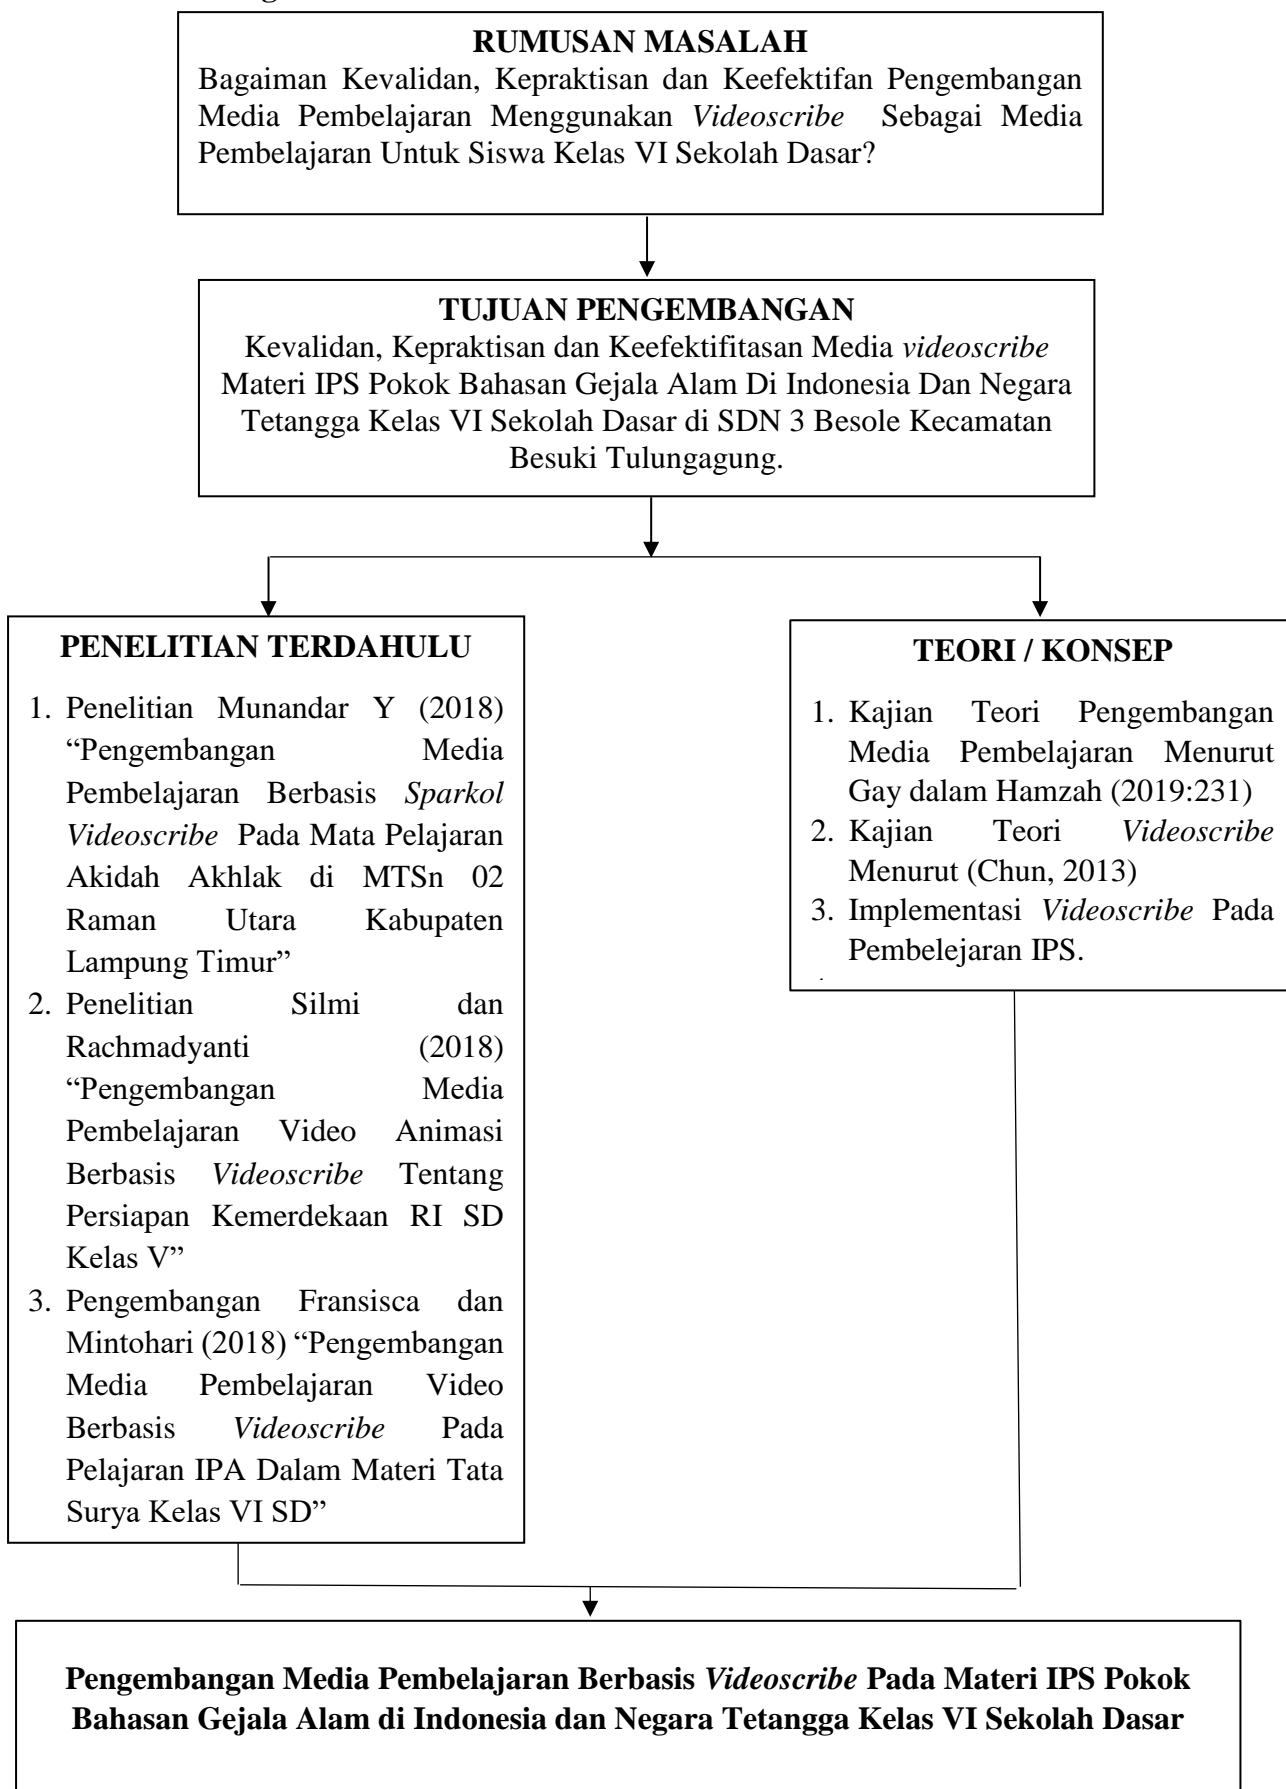 RUMUSAN MASALAH
Bagaiman Kevalidan, Kepraktisan dan Keefektifan Pengembangan
Media Pembelajaran Menggunakan Videoscribe Sebagai Media
Pembelajaran Untuk Siswa Kelas VI Sekolah Dasar?
TUJUAN PENGEMBANGAN
Kevalidan, Kepraktisan dan Keefektifitasan Media videoscribe
Materi IPS Pokok Bahasan Gejala Alam Di Indonesia Dan Negara
Tetangga Kelas VI Sekolah Dasar di SDN 3 Besole Kecamatan
Besuki Tulungagung.
PENELITIAN TERDAHULU
1. Penelitian Munandar Y (2018)
“Pengembangan Media
Pembelajaran Berbasis Sparkol
Videoscribe Pada Mata Pelajaran
Akidah Akhlak di MTSn 02
Raman Utara Kabupaten
Lampung Timur”
2. Penelitian Silmi dan
Rachmadyanti (2018)
“Pengembangan Media
Pembelajaran Video Animasi
Berbasis Videoscribe Tentang
Persiapan Kemerdekaan RI SD
Kelas V”
3. Pengembangan Fransisca dan
Mintohari (2018) “Pengembangan
Media Pembelajaran Video
Berbasis Videoscribe Pada
Pelajaran IPA Dalam Materi Tata
Surya Kelas VI SD”
TEORI / KONSEP
1. Kajian Teori Pengembangan
Media Pembelajaran Menurut
Gay dalam Hamzah (2019:231)
2. Kajian Teori Videoscribe
Menurut (Chun, 2013)
3. Implementasi Videoscribe Pada
Pembelejaran IPS.
Pengembangan Media Pembelajaran Berbasis Videoscribe Pada Materi IPS Pokok
Bahasan Gejala Alam di Indonesia dan Negara Tetangga Kelas VI Sekolah Dasar